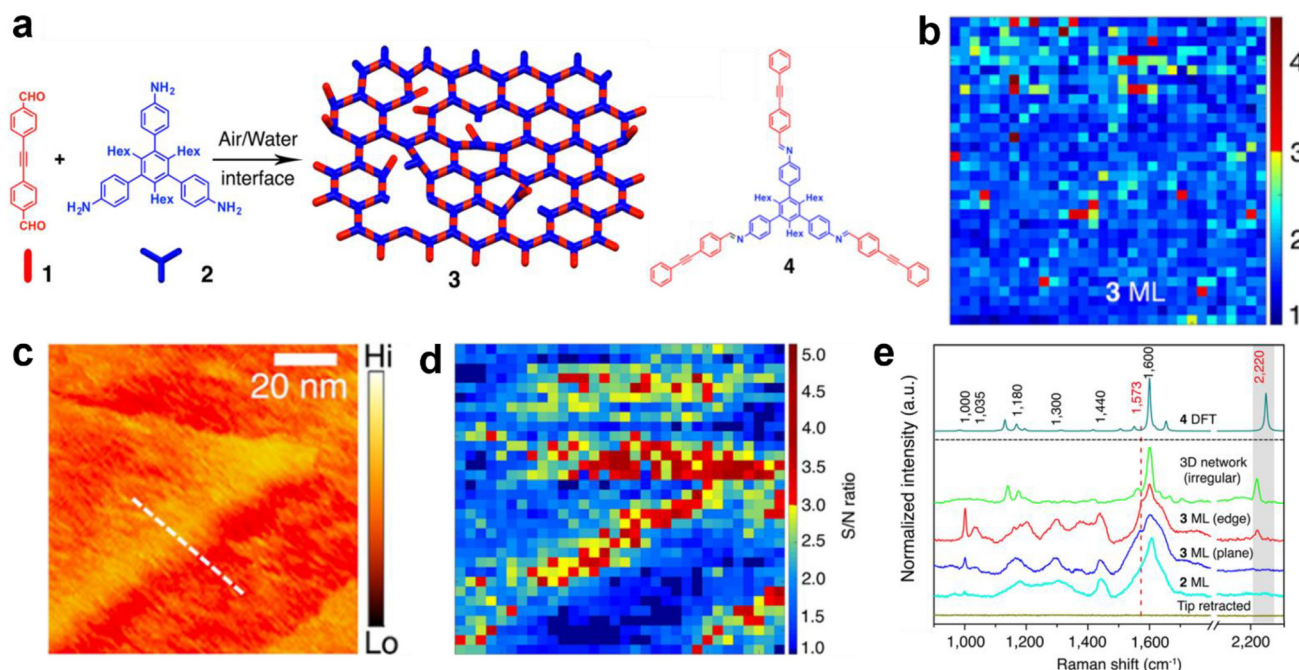 a
CHO
CHO
1
+
NH2
Hex
Hex
Hex
H2N
NH2
2
Air/Water
interface
3
Hex
Hex
Hex
N
N
N
4
b
3 ML
4
3
2
1
c
20 nm
Hi
Lo
d
5.0
4.5
4.0
3.5
3.0
2.5
2.0
1.5
1.0
S/N ratio
e
Normalized intensity (a.u.)
1,000
1,035
1,180
1,300
1,440
1,573
1,600
2,220
4 DFT
3D network
(irregular)
3 ML (edge)
3 ML (plane)
2 ML
Tip retracted
1,000
1,200
1,400
1,600
2,200
Raman shift (cm⁻¹)